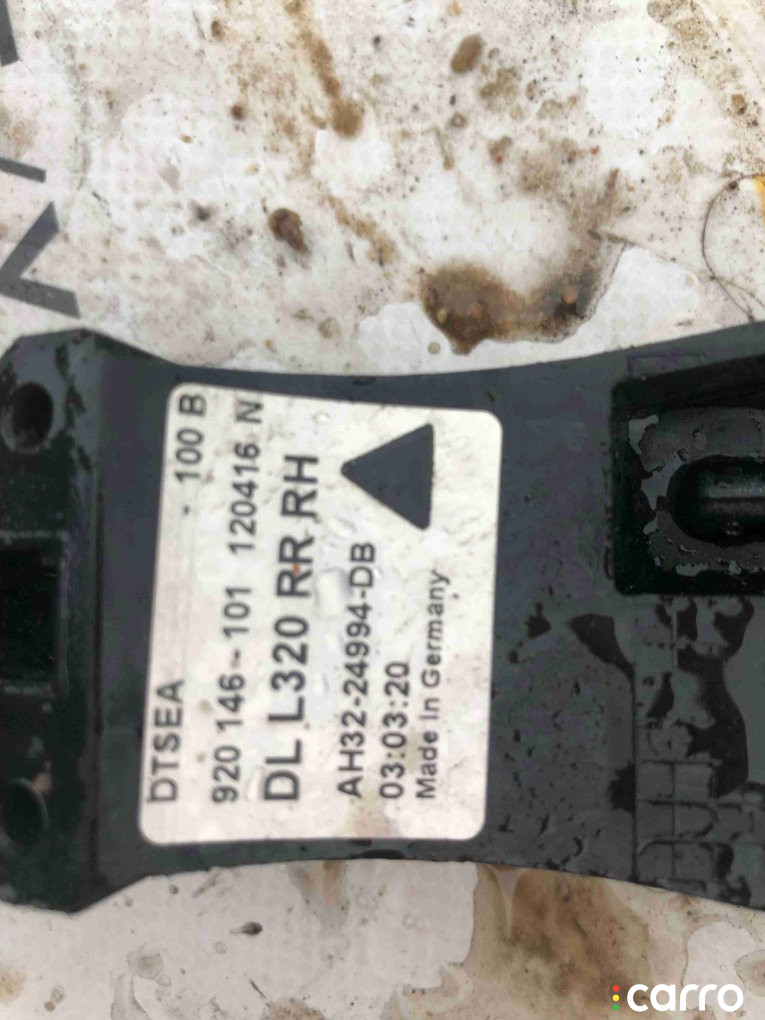 DTSEA - 100 B
920 146-101 120416 N
DL L320 RR RH
AH32-24994-DB
03:03:20
Made In Germany
carro